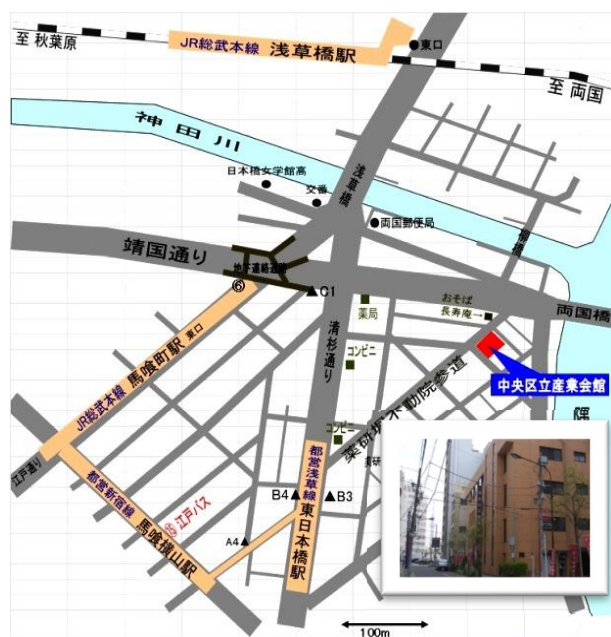 JR総武本線 浅草橋駅
東口
至 秋葉原
至 両国
神田川
日本橋女学館高
交番
浅草橋
両国郵便局
柳橋
靖国通り
地下連絡通路
⑥
C1
薬局
おそば
長寿庵→
両国橋
清杉通り
コンビニ
JR総武本線 馬喰町駅 東口
中央区立産業会館
薬研堀不動院参道
コンビニ
隅
江戸通り
都営新宿線 馬喰横山駅
⑮江戸バス
都営浅草線 東日本橋駅
B4
B3
A4
100m